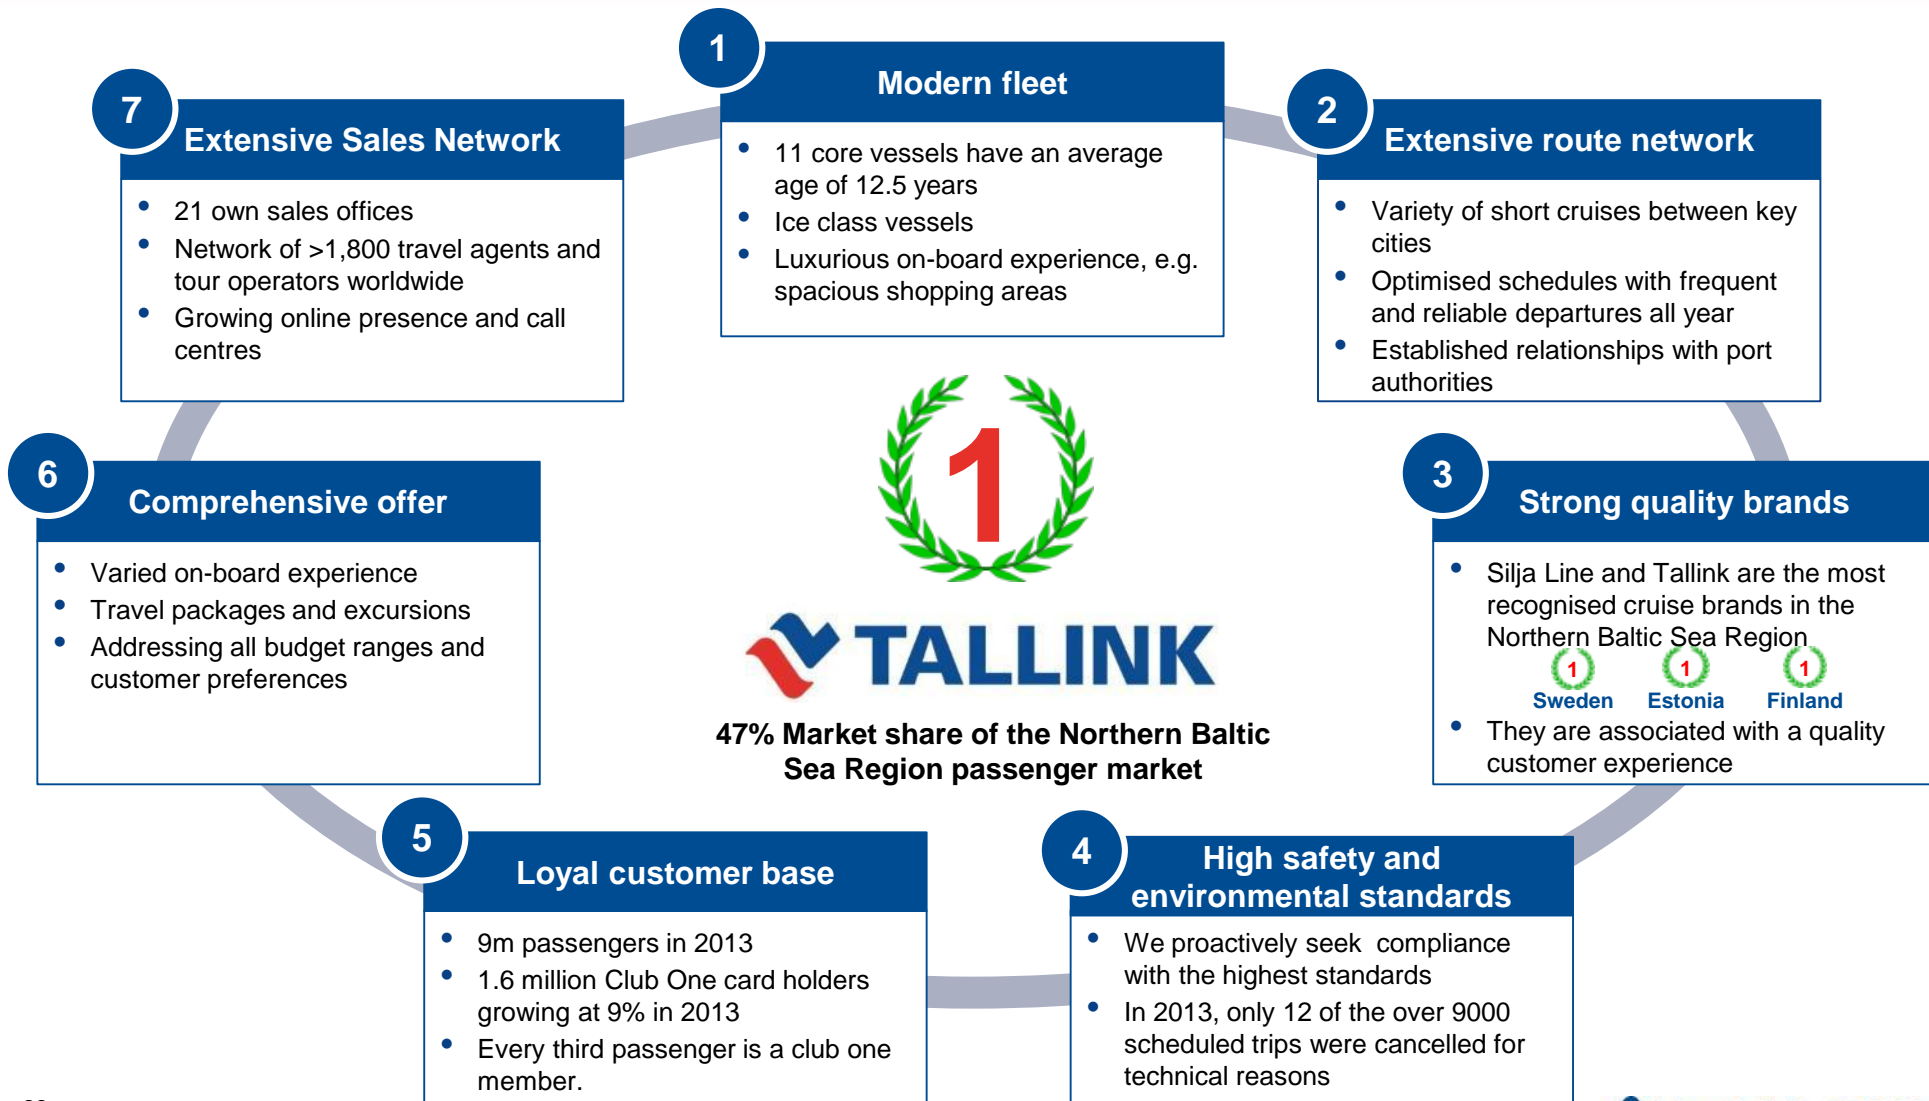 1
Modern fleet
• 11 core vessels have an average
age of 12.5 years
• Ice class vessels
• Luxurious on-board experience, e.g.
spacious shopping areas
2
Extensive route network
• Variety of short cruises between key
cities
• Optimised schedules with frequent
and reliable departures all year
• Established relationships with port
authorities
3
Strong quality brands
• Silja Line and Tallink are the most
recognised cruise brands in the
Northern Baltic Sea Region
1 1 1
Sweden Estonia Finland
• They are associated with a quality
customer experience
4
High safety and
environmental standards
• We proactively seek compliance
with the highest standards
• In 2013, only 12 of the over 9000
scheduled trips were cancelled for
technical reasons
5
Loyal customer base
• 9m passengers in 2013
• 1.6 million Club One card holders
growing at 9% in 2013
• Every third passenger is a club one
member.
6
Comprehensive offer
• Varied on-board experience
• Travel packages and excursions
• Addressing all budget ranges and
customer preferences
7
Extensive Sales Network
• 21 own sales offices
• Network of >1,800 travel agents and
tour operators worldwide
• Growing online presence and call
centres
1
TALLINK
47% Market share of the Northern Baltic
Sea Region passenger market